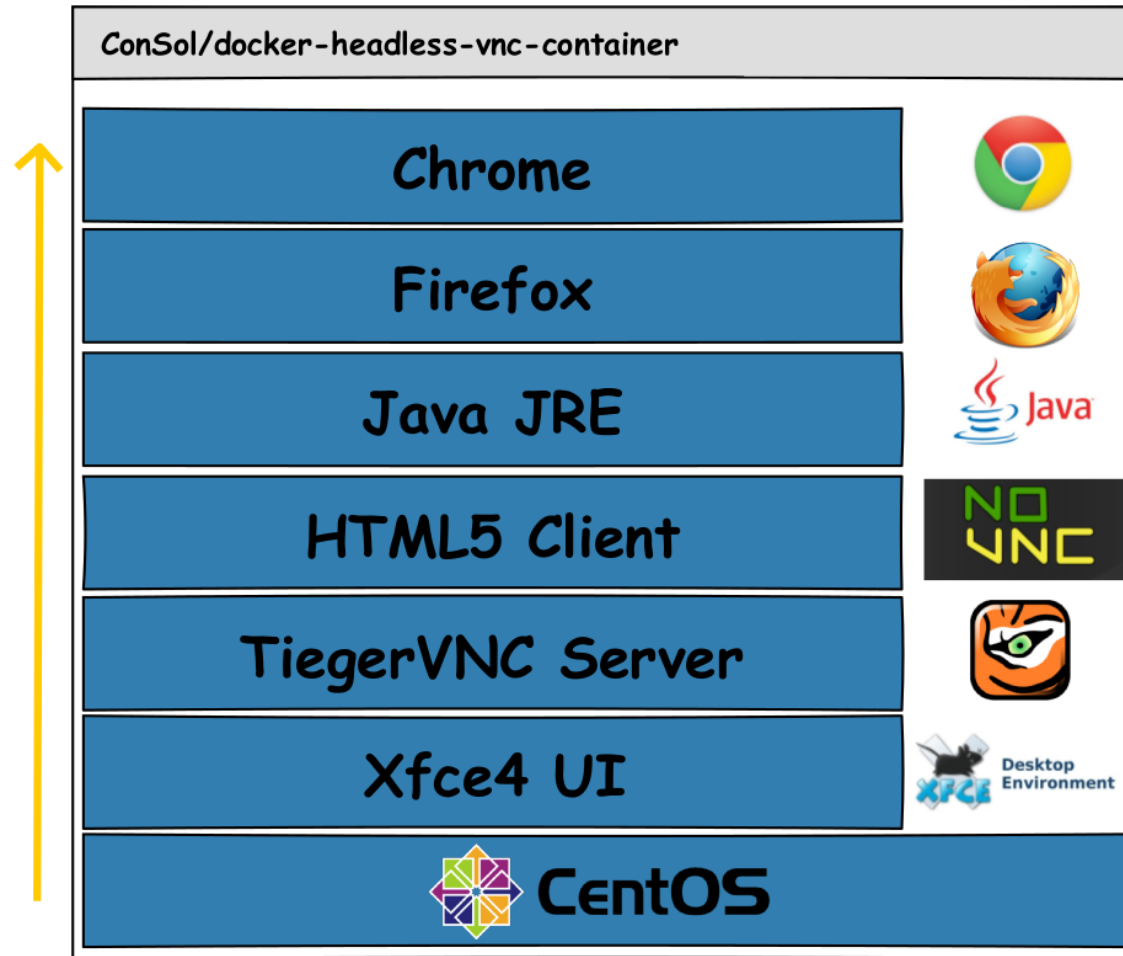 ConSol/docker-headless-vnc-container
Chrome
Firefox
Java JRE
Java
HTML5 Client
NO
VNC
TiegerVNC Server
Xfce4 UI
XFCE
Desktop
Environment
CentOS